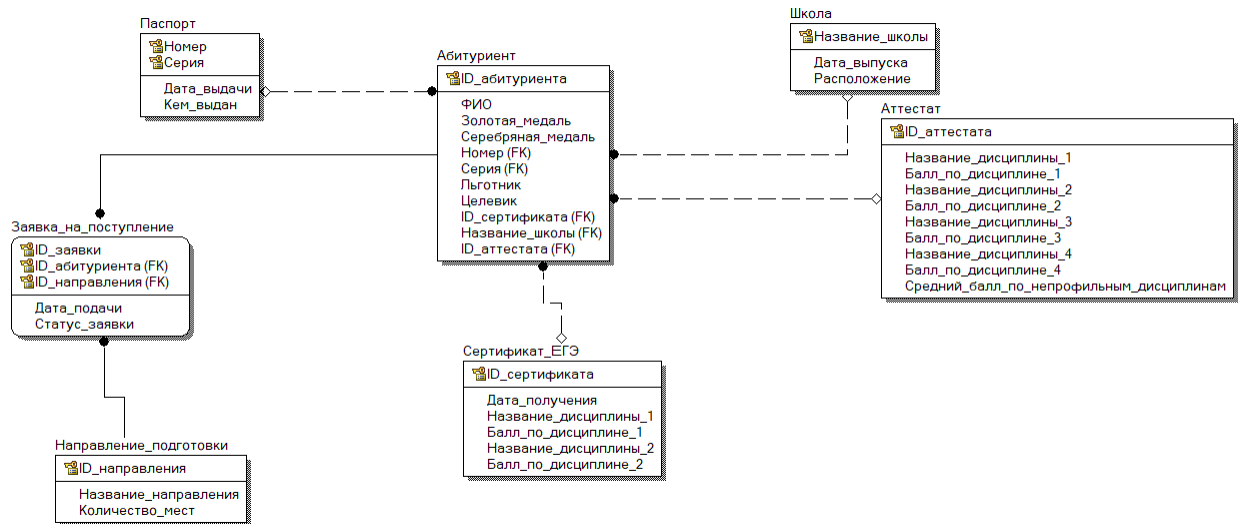 Паспорт
Номер
Серия
Дата_выдачи
Кем_выдан
Абитуриент
ID_абитуриента
ФИО
Золотая_медаль
Серебряная_медаль
Номер (FK)
Серия (FK)
Льготник
Целевик
ID_сертификата (FK)
Название_школы (FK)
ID_аттестата (FK)
Школа
Название_школы
Дата_выпуска
Расположение
Аттестат
ID_аттестата
Название_дисциплины_1
Балл_по_дисциплине_1
Название_дисциплины_2
Балл_по_дисциплине_2
Название_дисциплины_3
Балл_по_дисциплине_3
Название_дисциплины_4
Балл_по_дисциплине_4
Средний_балл_по_непрофильным_дисциплинам
Заявка_на_поступление
ID_заявки
ID_абитуриента (FK)
ID_направления (FK)
Дата_подачи
Статус_заявки
Сертификат_ЕГЭ
ID_сертификата
Дата_получения
Название_дисциплины_1
Балл_по_дисциплине_1
Название_дисциплины_2
Балл_по_дисциплине_2
Направление_подготовки
ID_направления
Название_направления
Количество_мест